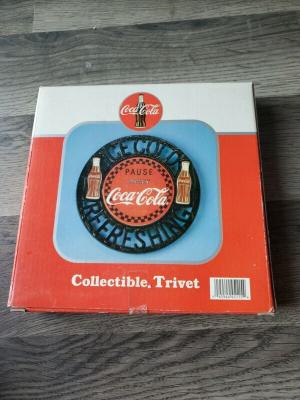 Coca-Cola
ICE COLD
PAUSE
Coca-Cola
REFRESHING
Collectible, Trivet